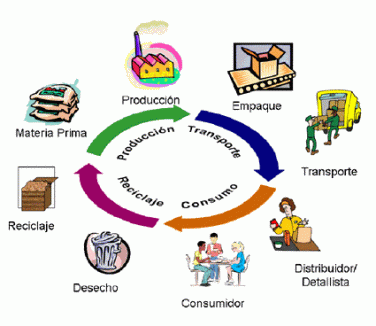 Producción
Empaque
Materia Prima
Producción
Transporte
Transporte
Reciclaje
Consumo
Reciclaje
Distribuidor/
Detallista
Desecho
Consumidor